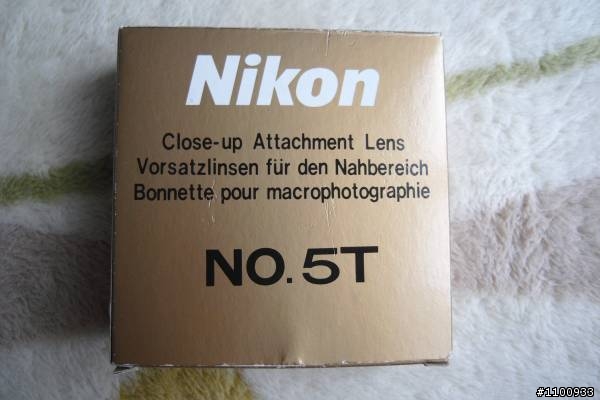 Nikon
Close-up Attachment Lens
Vorsatzlinsen für den Nahbereich
Bonnette pour macrophotographie
NO. 5T
#1100933